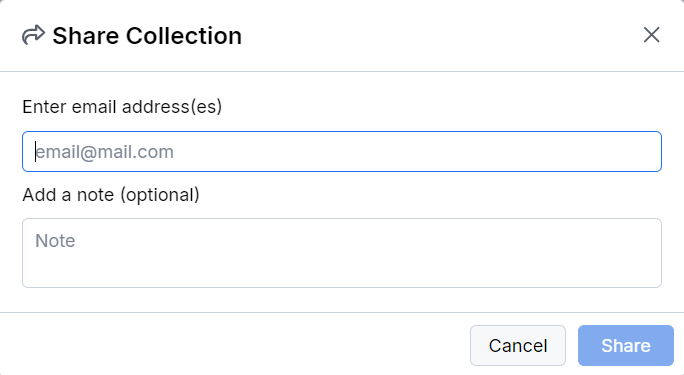 Share Collection
Enter email address(es)
email@mail.com
Add a note (optional)
Note
Cancel
Share